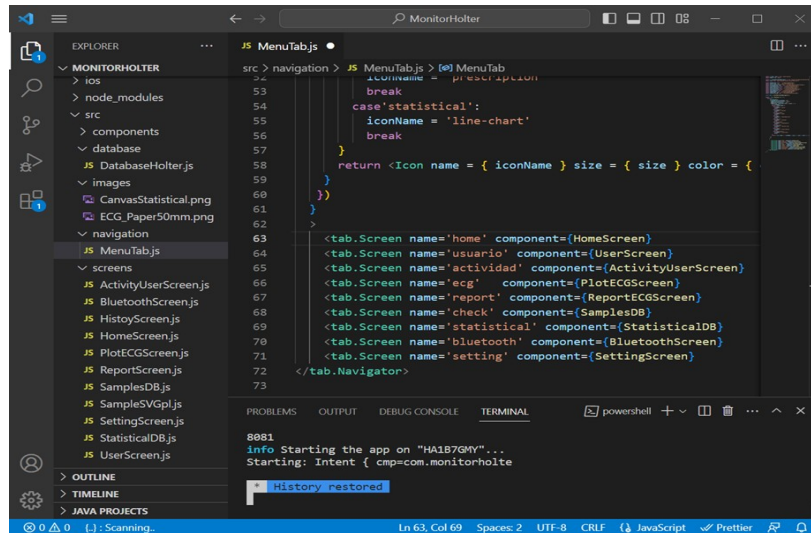 MonitorHolter
EXPLORER
MONITORHOLTER
ios
node_modules
src
components
database
JS DatabaseHolter.js
images
CanvasStatistical.png
ECG_Paper50mm.png
navigation
JS MenuTab.js
screens
JS ActivityUserScreen.js
JS BluetoothScreen.js
JS HistoyScreen.js
JS HomeScreen.js
JS PlotECGScreen.js
JS ReportScreen.js
JS SamplesDB.js
JS SampleSVGpl.js
JS SettingScreen.js
JS StatisticalDB.js
JS UserScreen.js
OUTLINE
TIMELINE
JAVA PROJECTS
1
1
JS MenuTab.js
src > navigation > JS MenuTab.js > MenuTab
52 iconName = 'prescription'
53 break
54 case'statistical':
55 iconName = 'line-chart'
56 break
57 }
58 return <Icon name = { iconName } size = { size } color = {
59 }
60 })
61 }
62 >
63 <tab.Screen name='home' component={HomeScreen}
64 <tab.Screen name='usuario' component={UserScreen}
65 <tab.Screen name='actividad' component={ActivityUserScreen}
66 <tab.Screen name='ecg' component={PlotECGScreen}
67 <tab.Screen name='report' component={ReportECGScreen}
68 <tab.Screen name='check' component={SamplesDB}
69 <tab.Screen name='statistical' component={StatisticalDB}
70 <tab.Screen name='bluetooth' component={BluetoothScreen}
71 <tab.Screen name='setting' component={SettingScreen}
72 </tab.Navigator>
73
PROBLEMS OUTPUT DEBUG CONSOLE TERMINAL powershell
8081
info Starting the app on "HA1B7GMY"...
Starting: Intent { cmp=com.monitorholte
* History restored
0 0 {..} : Scanning.. Ln 63, Col 69 Spaces: 2 UTF-8 CRLF JavaScript Prettier